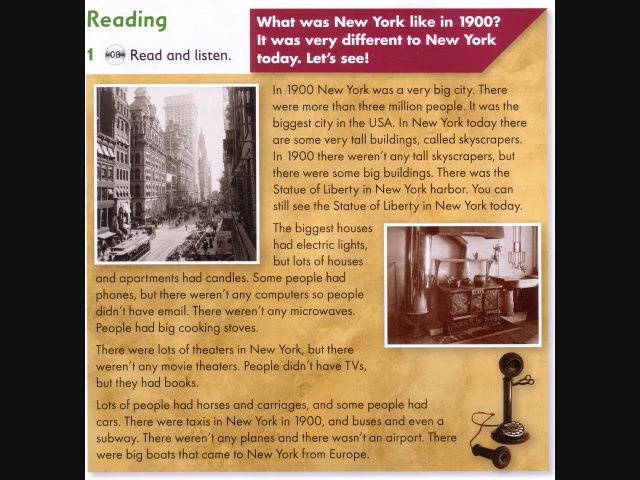 Reading
What was New York like in 1900?
It was very different to New York
today. Let's see!
1 08 Read and listen.
In 1900 New York was a very big city. There
were more than three million people. It was the
biggest city in the USA. In New York today there
are some very tall buildings, called skyscrapers.
In 1900 there weren't any tall skyscrapers, but
there were some big buildings. There was the
Statue of Liberty in New York harbor. You can
still see the Statue of Liberty in New York today.
The biggest houses
had electric lights,
but lots of houses
and apartments had candles. Some people had
phones, but there weren't any computers so people
didn't have email. There weren't any microwaves.
People had big cooking stoves.
There were lots of theaters in New York, but there
weren't any movie theaters. People didn't have TVs,
but they had books.
Lots of people had horses and carriages, and some people had
cars. There were taxis in New York in 1900, and buses and even a
subway. There weren't any planes and there wasn't an airport. There
were big boats that came to New York from Europe.